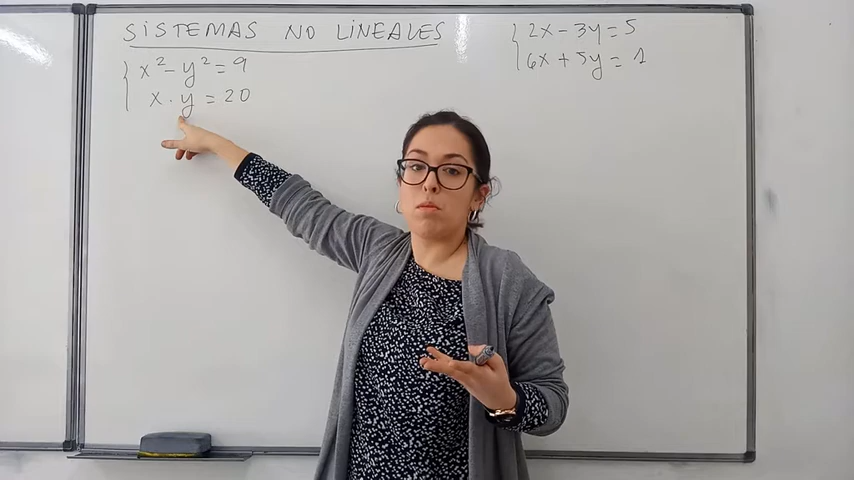 SISTEMAS NO LINEALES
x² - y² = 9
x · y = 20
2x - 3y = 5
6x + 5y = 1